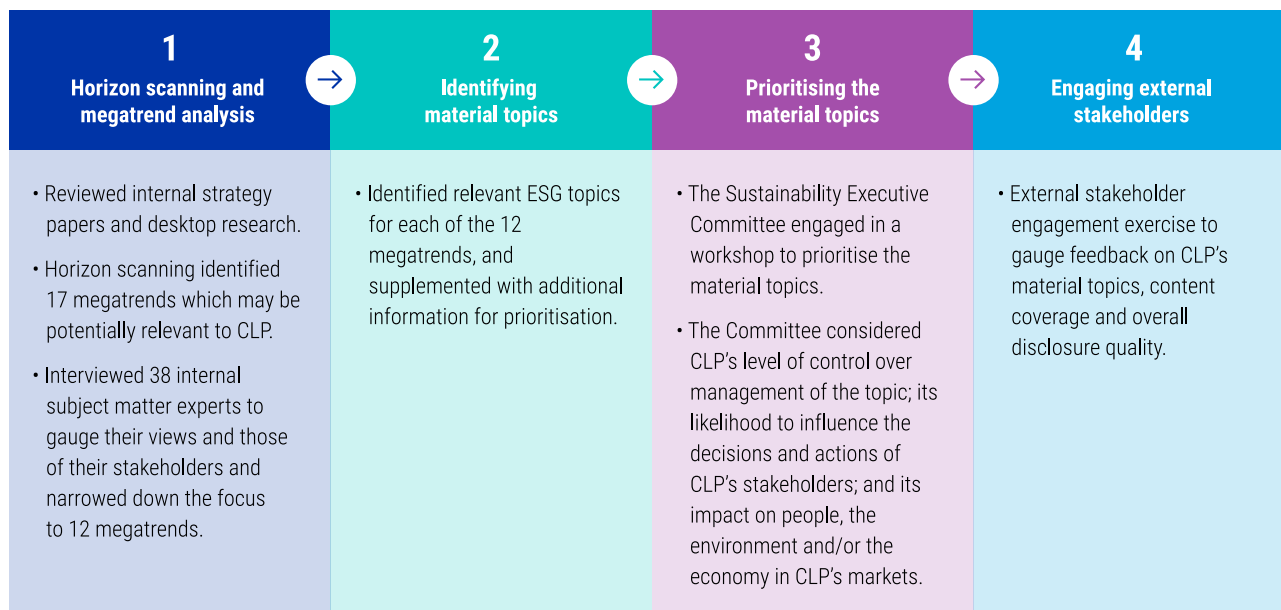 1
Horizon scanning and
megatrend analysis
• Reviewed internal strategy
papers and desktop research.
• Horizon scanning identified
17 megatrends which may be
potentially relevant to CLP.
• Interviewed 38 internal
subject matter experts to
gauge their views and those
of their stakeholders and
narrowed down the focus
to 12 megatrends.
2
Identifying
material topics
• Identified relevant ESG topics
for each of the 12
megatrends, and
supplemented with additional
information for prioritisation.
3
Prioritising the
material topics
• The Sustainability Executive
Committee engaged in a
workshop to prioritise the
material topics.
• The Committee considered
CLP’s level of control over
management of the topic; its
likelihood to influence the
decisions and actions of
CLP’s stakeholders; and its
impact on people, the
environment and/or the
economy in CLP’s markets.
4
Engaging external
stakeholders
• External stakeholder
engagement exercise to
gauge feedback on CLP’s
material topics, content
coverage and overall
disclosure quality.